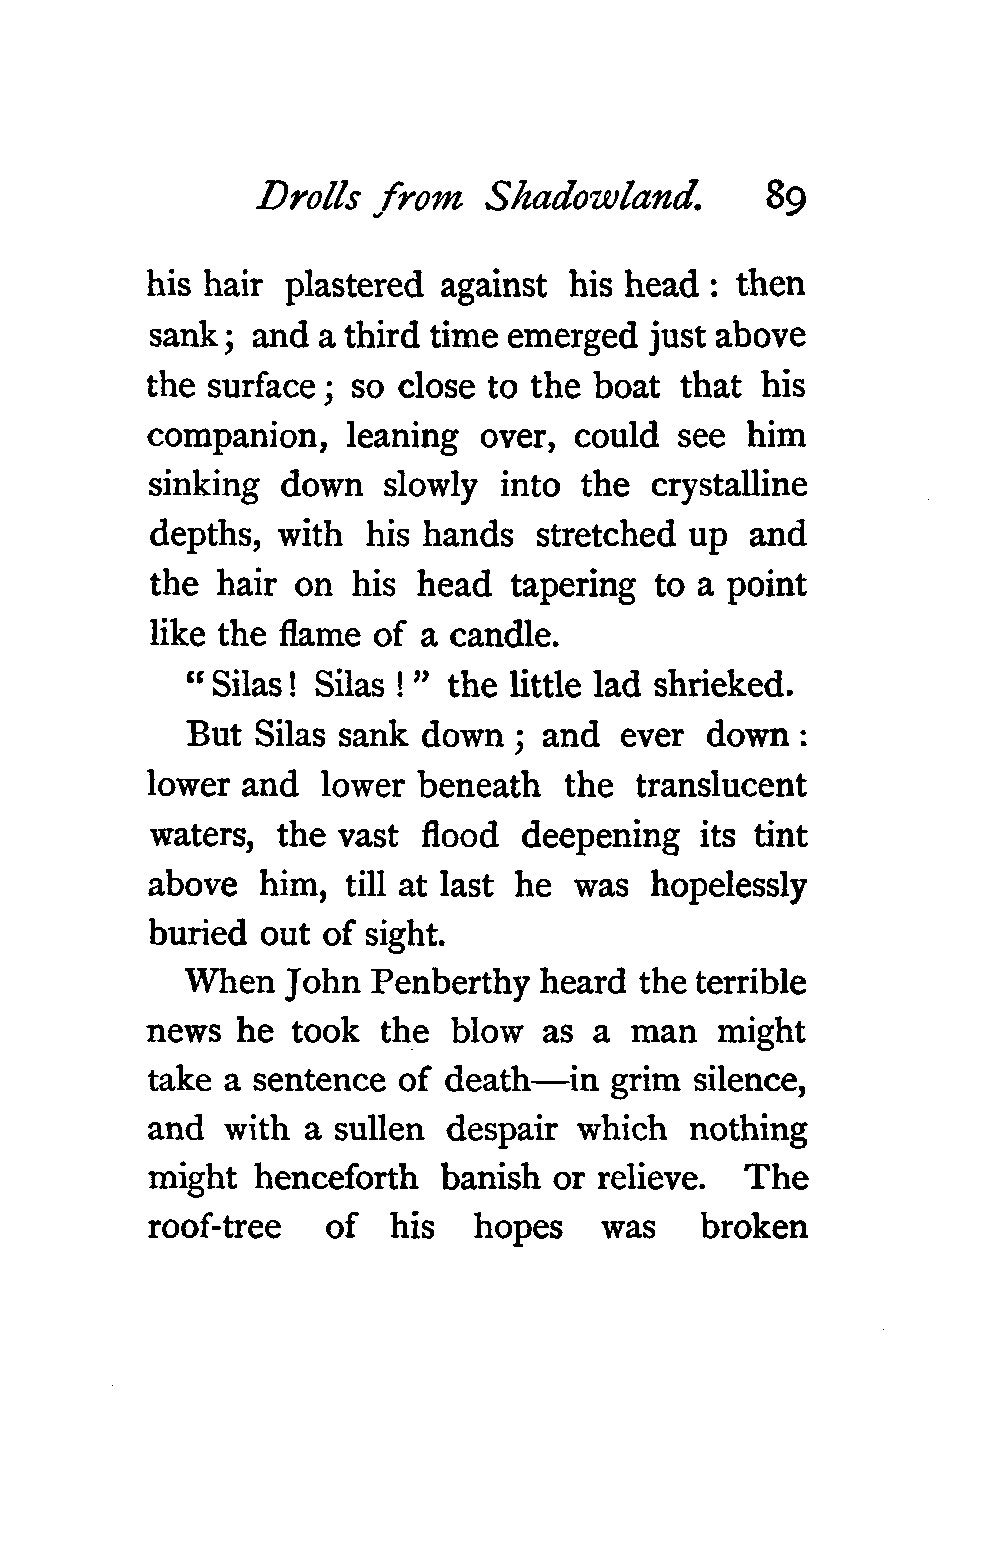 Drolls from Shadowland. 89
his hair plastered against his head : then
sank ; and a third time emerged just above
the surface ; so close to the boat that his
companion, leaning over, could see him
sinking down slowly into the crystalline
depths, with his hands stretched up and
the hair on his head tapering to a point
like the flame of a candle.
“ Silas ! Silas ! ” the little lad shrieked.
But Silas sank down ; and ever down :
lower and lower beneath the translucent
waters, the vast flood deepening its tint
above him, till at last he was hopelessly
buried out of sight.
When John Penberthy heard the terrible
news he took the blow as a man might
take a sentence of death—in grim silence,
and with a sullen despair which nothing
might henceforth banish or relieve. The
roof-tree of his hopes was broken